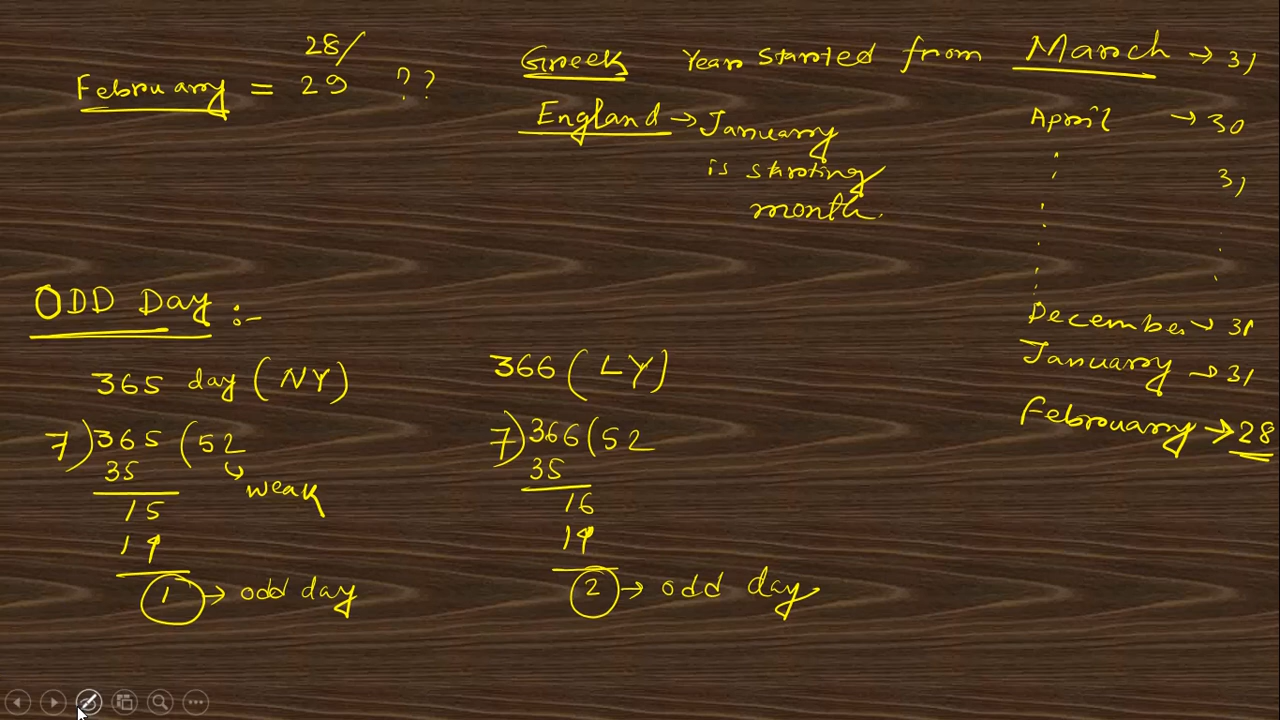 28/
February = 29 ??
Greek Year started from March → 31
England → January
is starting
month.
April → 30
31
December → 31
January → 31
February → 28
ODD Day :-
365 day (NY)
7)365(52
35
weak
15
14
1 → odd day
366 (LY)
7)366(52
35
16
14
2 → odd day